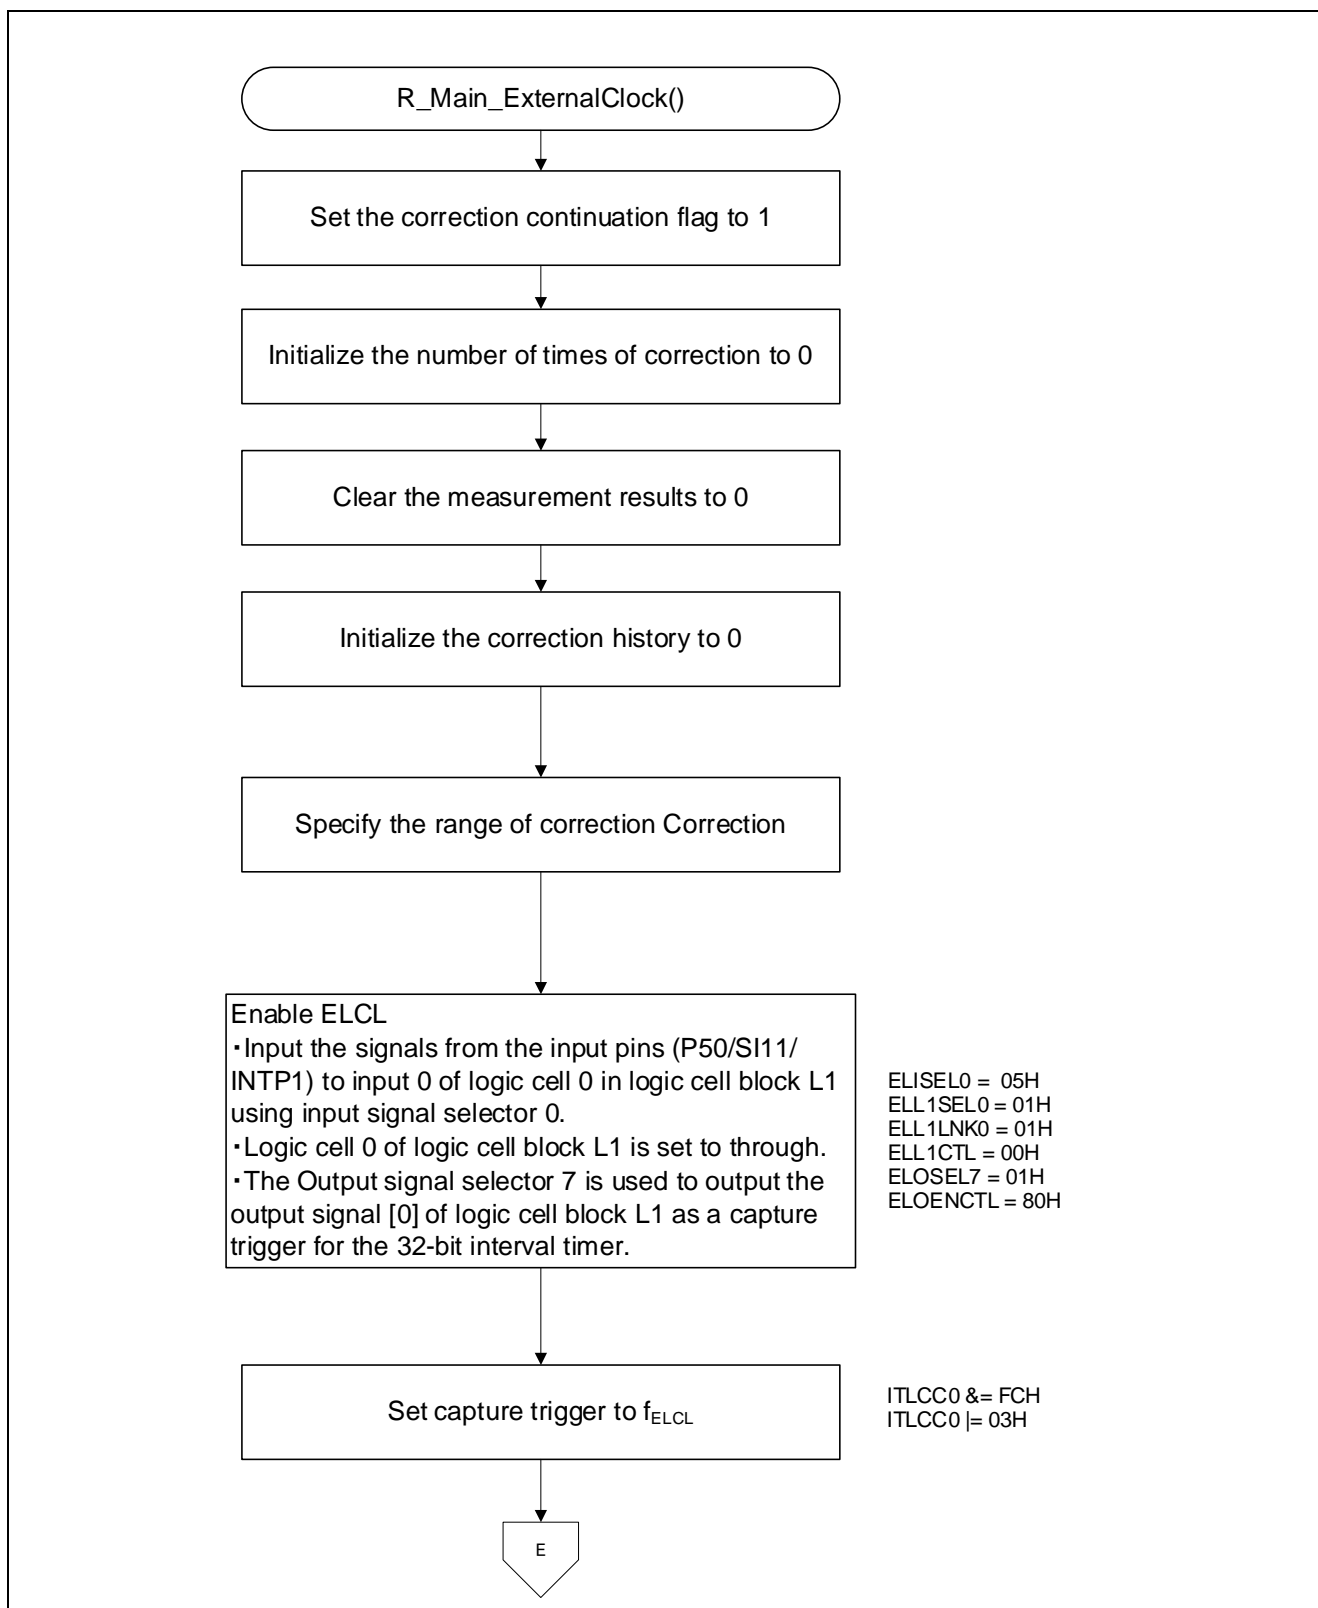 R_Main_ExternalClock()
Set the correction continuation flag to 1
Initialize the number of times of correction to 0
Clear the measurement results to 0
Initialize the correction history to 0
Specify the range of correction Correction
Enable ELCL
・Input the signals from the input pins (P50/SI11/
INTP1) to input 0 of logic cell 0 in logic cell block L1
using input signal selector 0.
・Logic cell 0 of logic cell block L1 is set to through.
・The Output signal selector 7 is used to output the
output signal [0] of logic cell block L1 as a capture
trigger for the 32-bit interval timer.
ELISEL0 = 05H
ELL1SEL0 = 01H
ELL1LNK0 = 01H
ELL1CTL = 00H
ELOSEL7 = 01H
ELOENCTL = 80H
Set capture trigger to fELCL
ITLCC0 &= FCH
ITLCC0 |= 03H
E